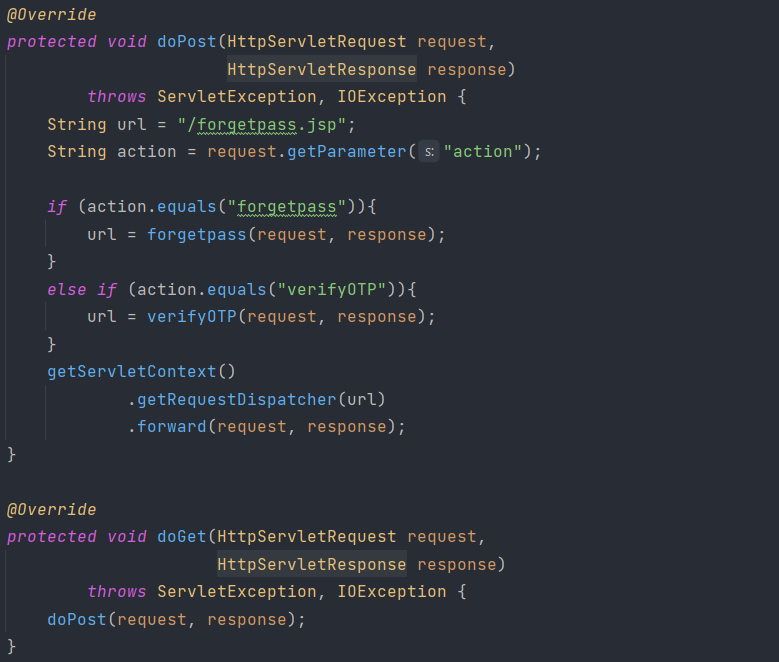 @Override
protected void doPost(HttpServletRequest request,
HttpServletResponse response)
throws ServletException, IOException {
String url = "/forgetpass.jsp";
String action = request.getParameter( s: "action");
if (action.equals("forgetpass")){
url = forgetpass(request, response);
}
else if (action.equals("verifyOTP")){
url = verifyOTP(request, response);
}
getServletContext()
.getRequestDispatcher(url)
.forward(request, response);
}
@Override
protected void doGet(HttpServletRequest request,
HttpServletResponse response)
throws ServletException, IOException {
doPost(request, response);
}